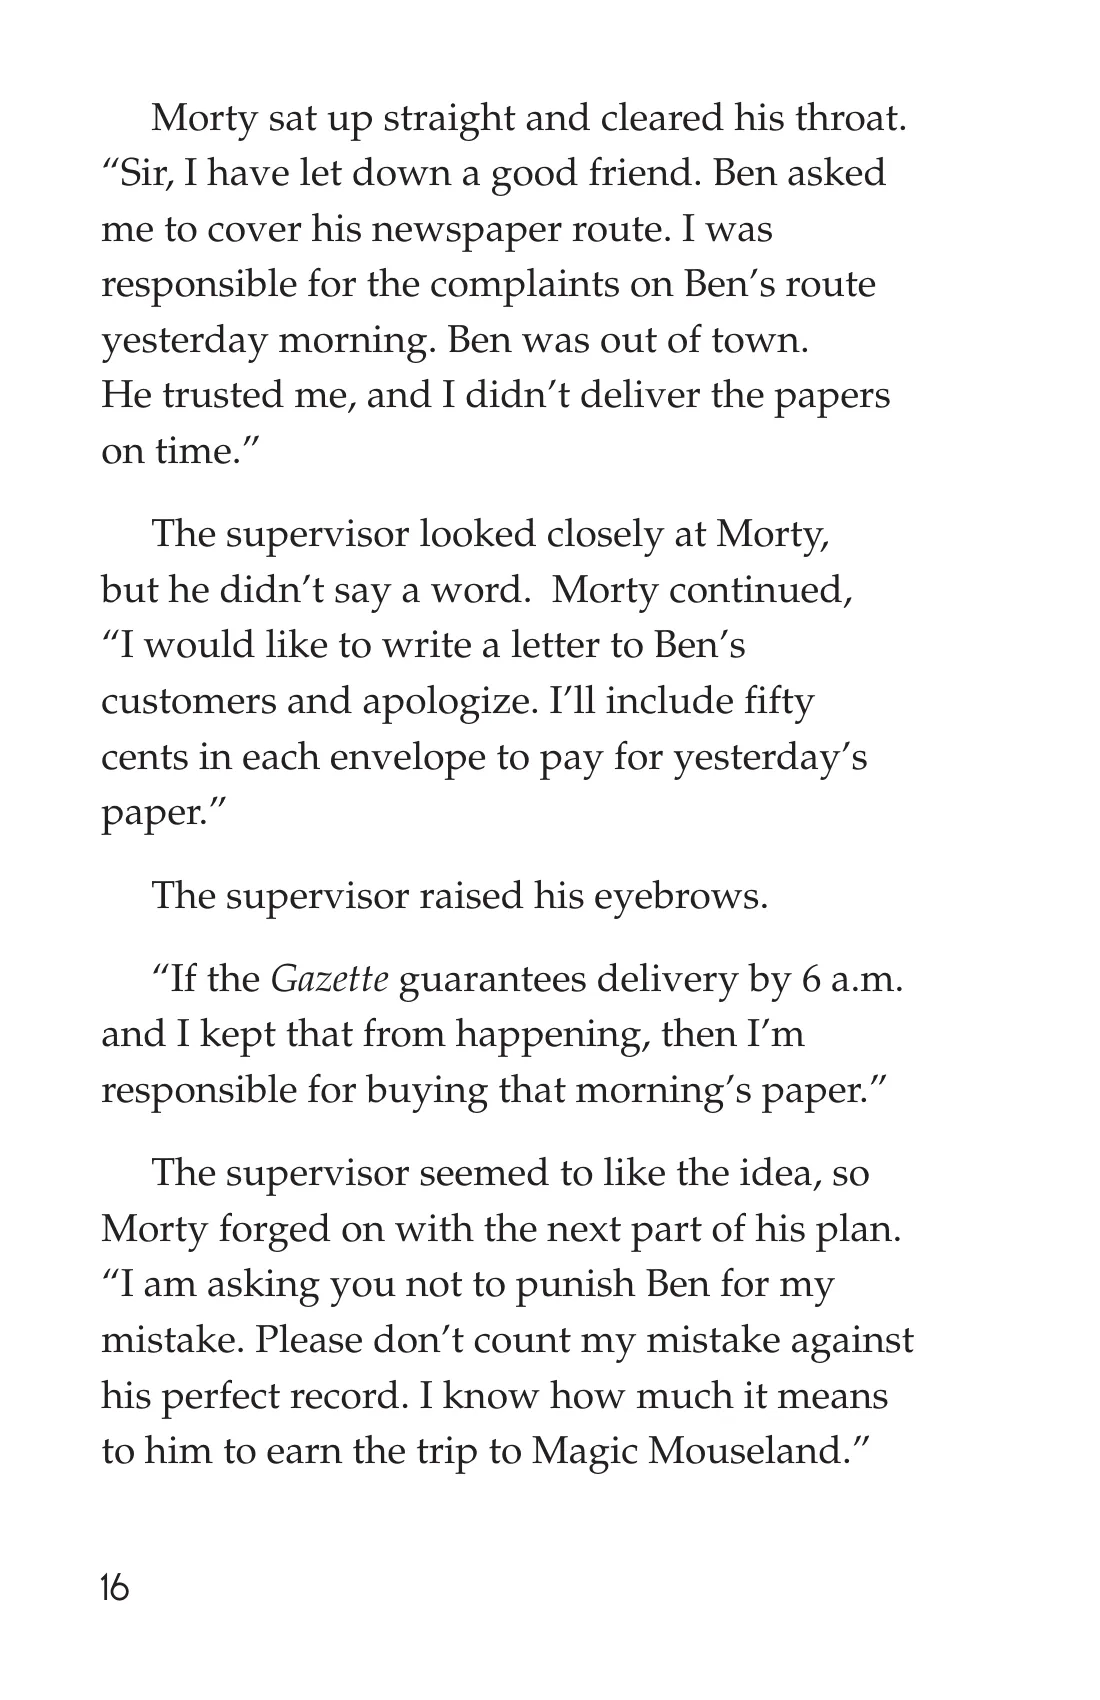 Morty sat up straight and cleared his throat.
“Sir, I have let down a good friend. Ben asked
me to cover his newspaper route. I was
responsible for the complaints on Ben’s route
yesterday morning. Ben was out of town.
He trusted me, and I didn’t deliver the papers
on time.”
The supervisor looked closely at Morty,
but he didn’t say a word.  Morty continued,
“I would like to write a letter to Ben’s
customers and apologize. I’ll include fifty
cents in each envelope to pay for yesterday’s
paper.”
The supervisor raised his eyebrows.
“If the Gazette guarantees delivery by 6 a.m.
and I kept that from happening, then I’m
responsible for buying that morning’s paper.”
The supervisor seemed to like the idea, so
Morty forged on with the next part of his plan.
“I am asking you not to punish Ben for my
mistake. Please don’t count my mistake against
his perfect record. I know how much it means
to him to earn the trip to Magic Mouseland.”
16